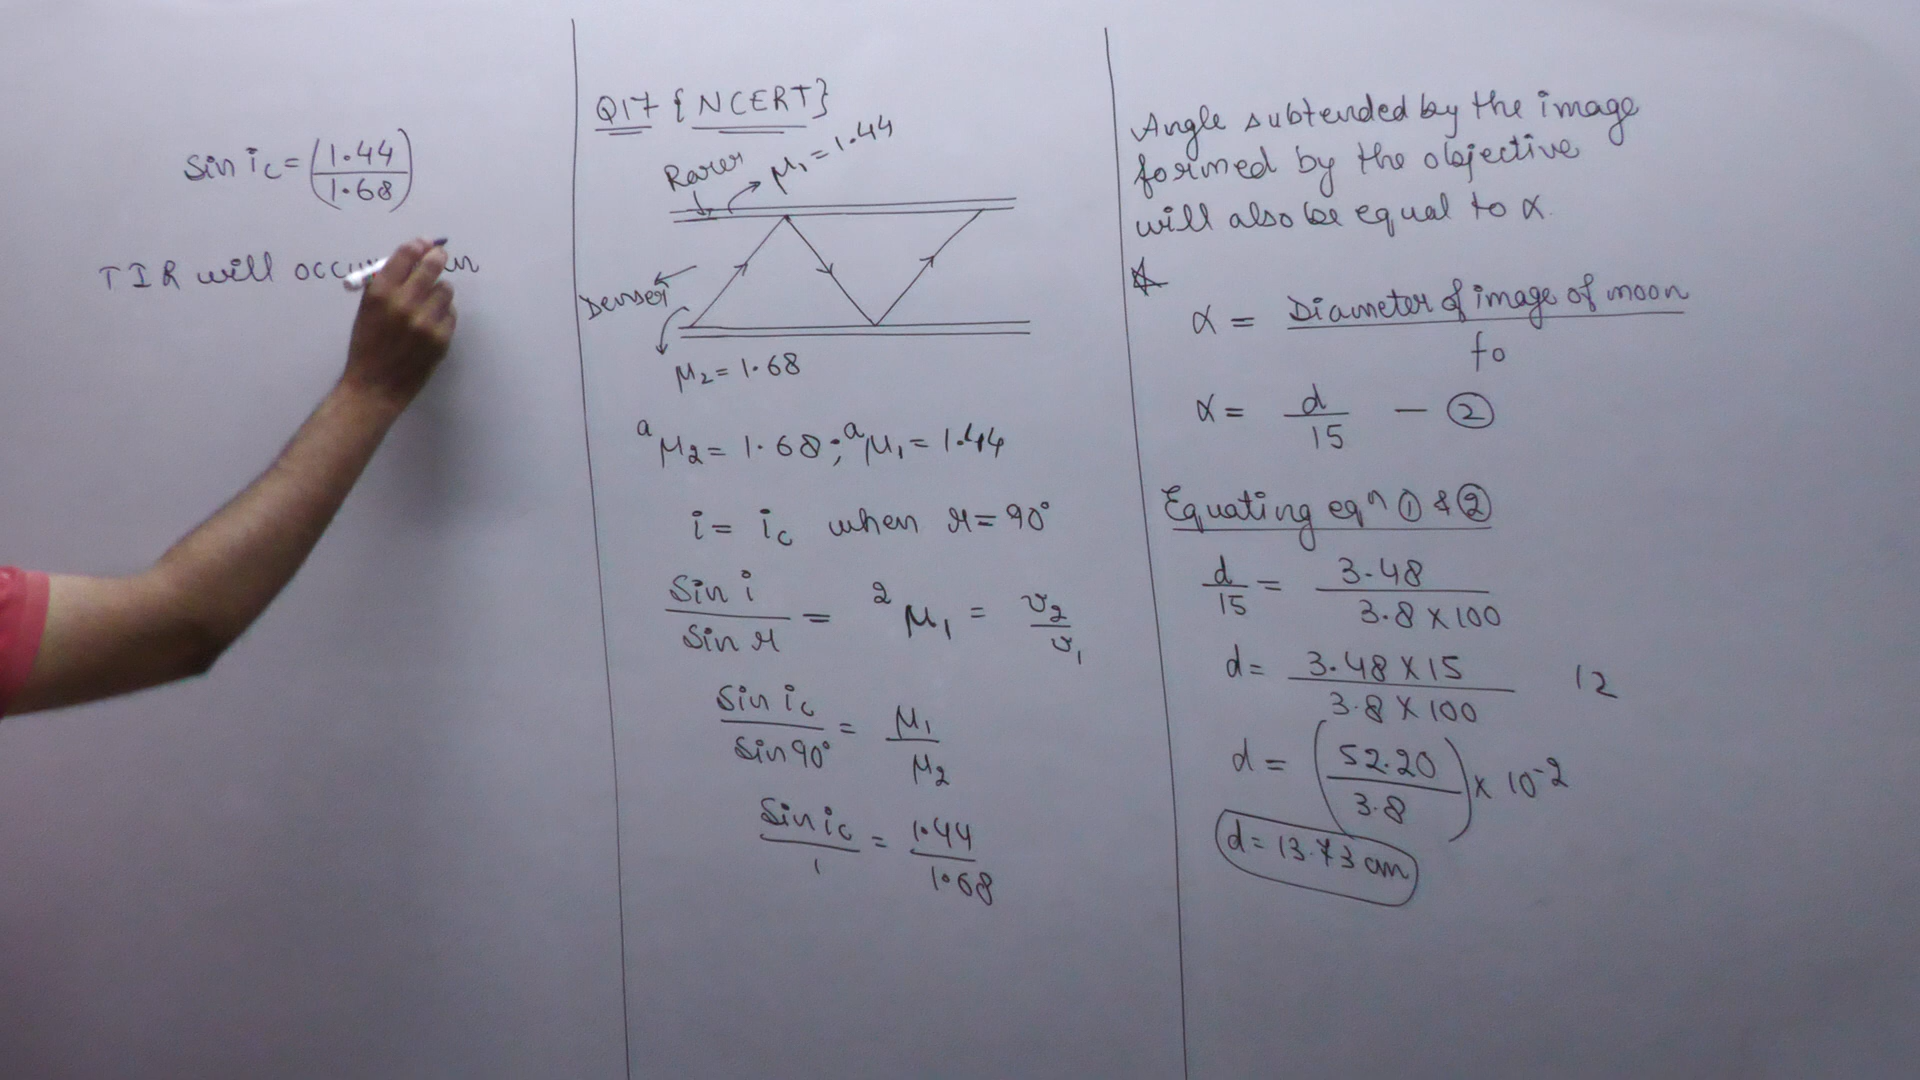 Sin ic = (1.44/1.68)
TIR will
Q17 {NCERT}
Rarer
μ₁ = 1.44
Denser
μ₂ = 1.68
ᵃμ₂ = 1.68 ; ᵃμ₁ = 1.44
i = ic when r = 90°
Sin i / Sin r = ²μ₁ = v₂/v₁
Sin ic / Sin 90° = μ₁/μ₂
Sin ic / 1 = 1.44/1.68
Angle subtended by the image
formed by the objective
will also be equal to α.
α = Diameter of image of moon / fo
α = d/15 — ②
Equating eqⁿ ① & ②
d/15 = 3.48 / 3.8 × 100
d = 3.48 × 15 / 3.8 × 100
12
d = (52.20/3.8) × 10⁻²
d = 13.73 cm